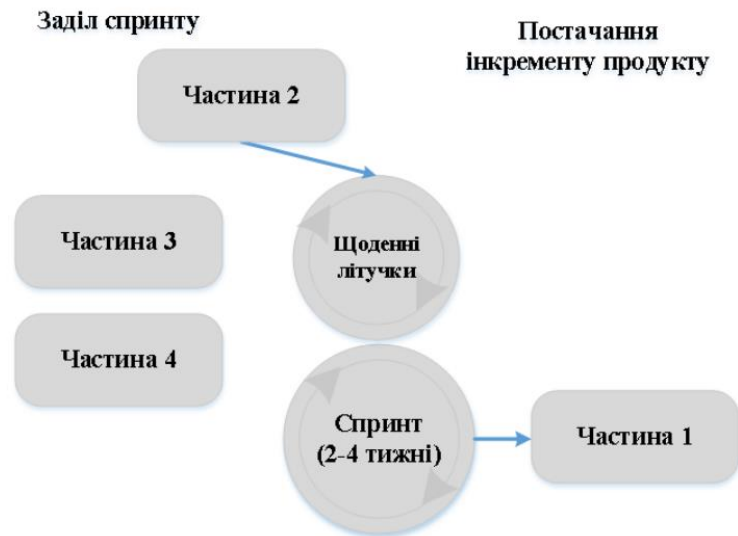 Заділ спринту
Постачання
інкременту продукту
Частина 2
Частина 3
Щоденні
літучки
Частина 4
Спринт
(2-4 тижні)
Частина 1